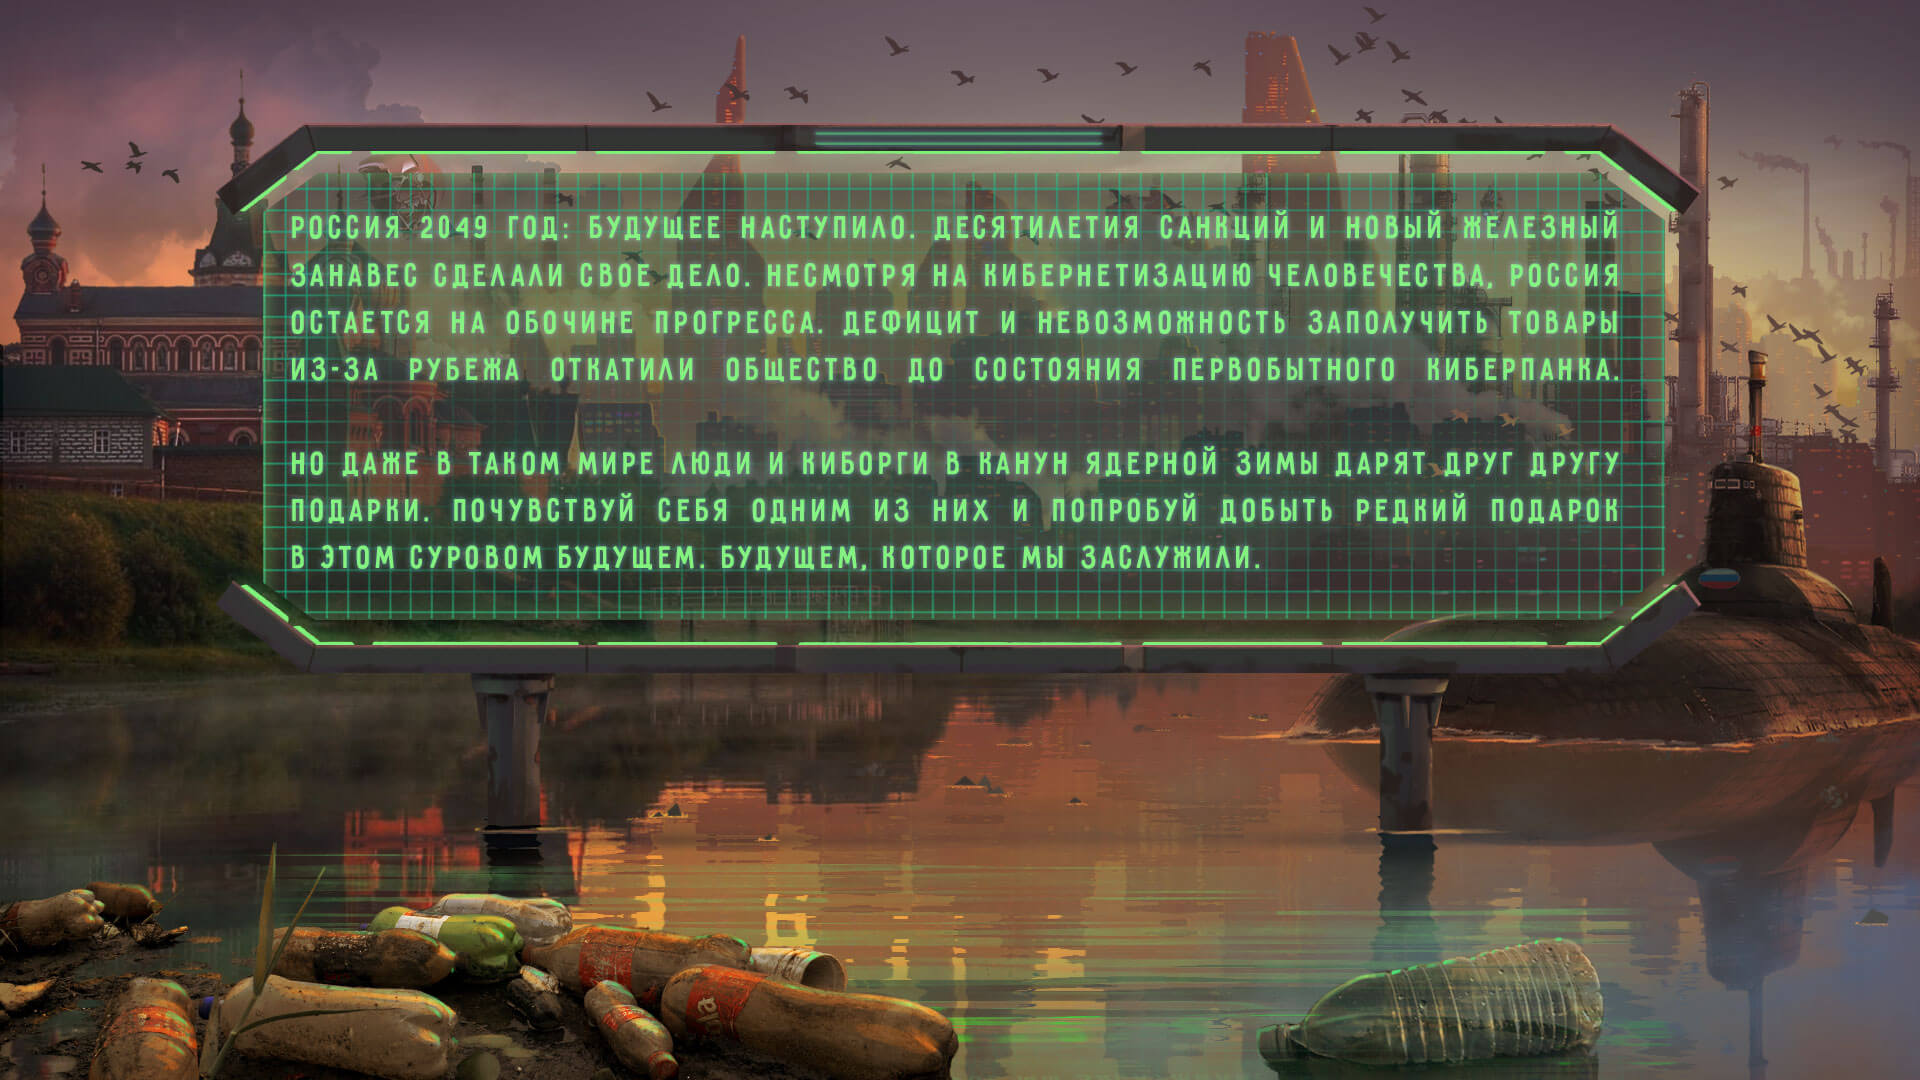 РОССИЯ 2049 ГОД: БУДУЩЕЕ НАСТУПИЛО. ДЕСЯТИЛЕТИЯ САНКЦИЙ И НОВЫЙ ЖЕЛЕЗНЫЙ
ЗАНАВЕС СДЕЛАЛИ СВОЕ ДЕЛО. НЕСМОТРЯ НА КИБЕРНЕТИЗАЦИЮ ЧЕЛОВЕЧЕСТВА, РОССИЯ
ОСТАЕТСЯ НА ОБОЧИНЕ ПРОГРЕССА. ДЕФИЦИТ И НЕВОЗМОЖНОСТЬ ЗАПОЛУЧИТЬ ТОВАРЫ
ИЗ-ЗА РУБЕЖА ОТКАТИЛИ ОБЩЕСТВО ДО СОСТОЯНИЯ ПЕРВОБЫТНОГО КИБЕРПАНКА.
НО ДАЖЕ В ТАКОМ МИРЕ ЛЮДИ И КИБОРГИ В КАНУН ЯДЕРНОЙ ЗИМЫ ДАРЯТ ДРУГ ДРУГУ
ПОДАРКИ. ПОЧУВСТВУЙ СЕБЯ ОДНИМ ИЗ НИХ И ПОПРОБУЙ ДОБЫТЬ РЕДКИЙ ПОДАРОК
В ЭТОМ СУРОВОМ БУДУЩЕМ. БУДУЩЕМ, КОТОРОЕ МЫ ЗАСЛУЖИЛИ.